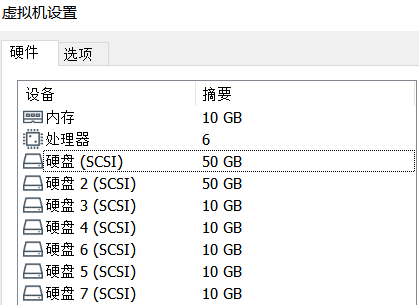 虚拟机设置
硬件 选项
设备 摘要
内存 10 GB
处理器 6
硬盘 (SCSI) 50 GB
硬盘 2 (SCSI) 50 GB
硬盘 3 (SCSI) 10 GB
硬盘 4 (SCSI) 10 GB
硬盘 6 (SCSI) 10 GB
硬盘 5 (SCSI) 10 GB
硬盘 7 (SCSI) 10 GB